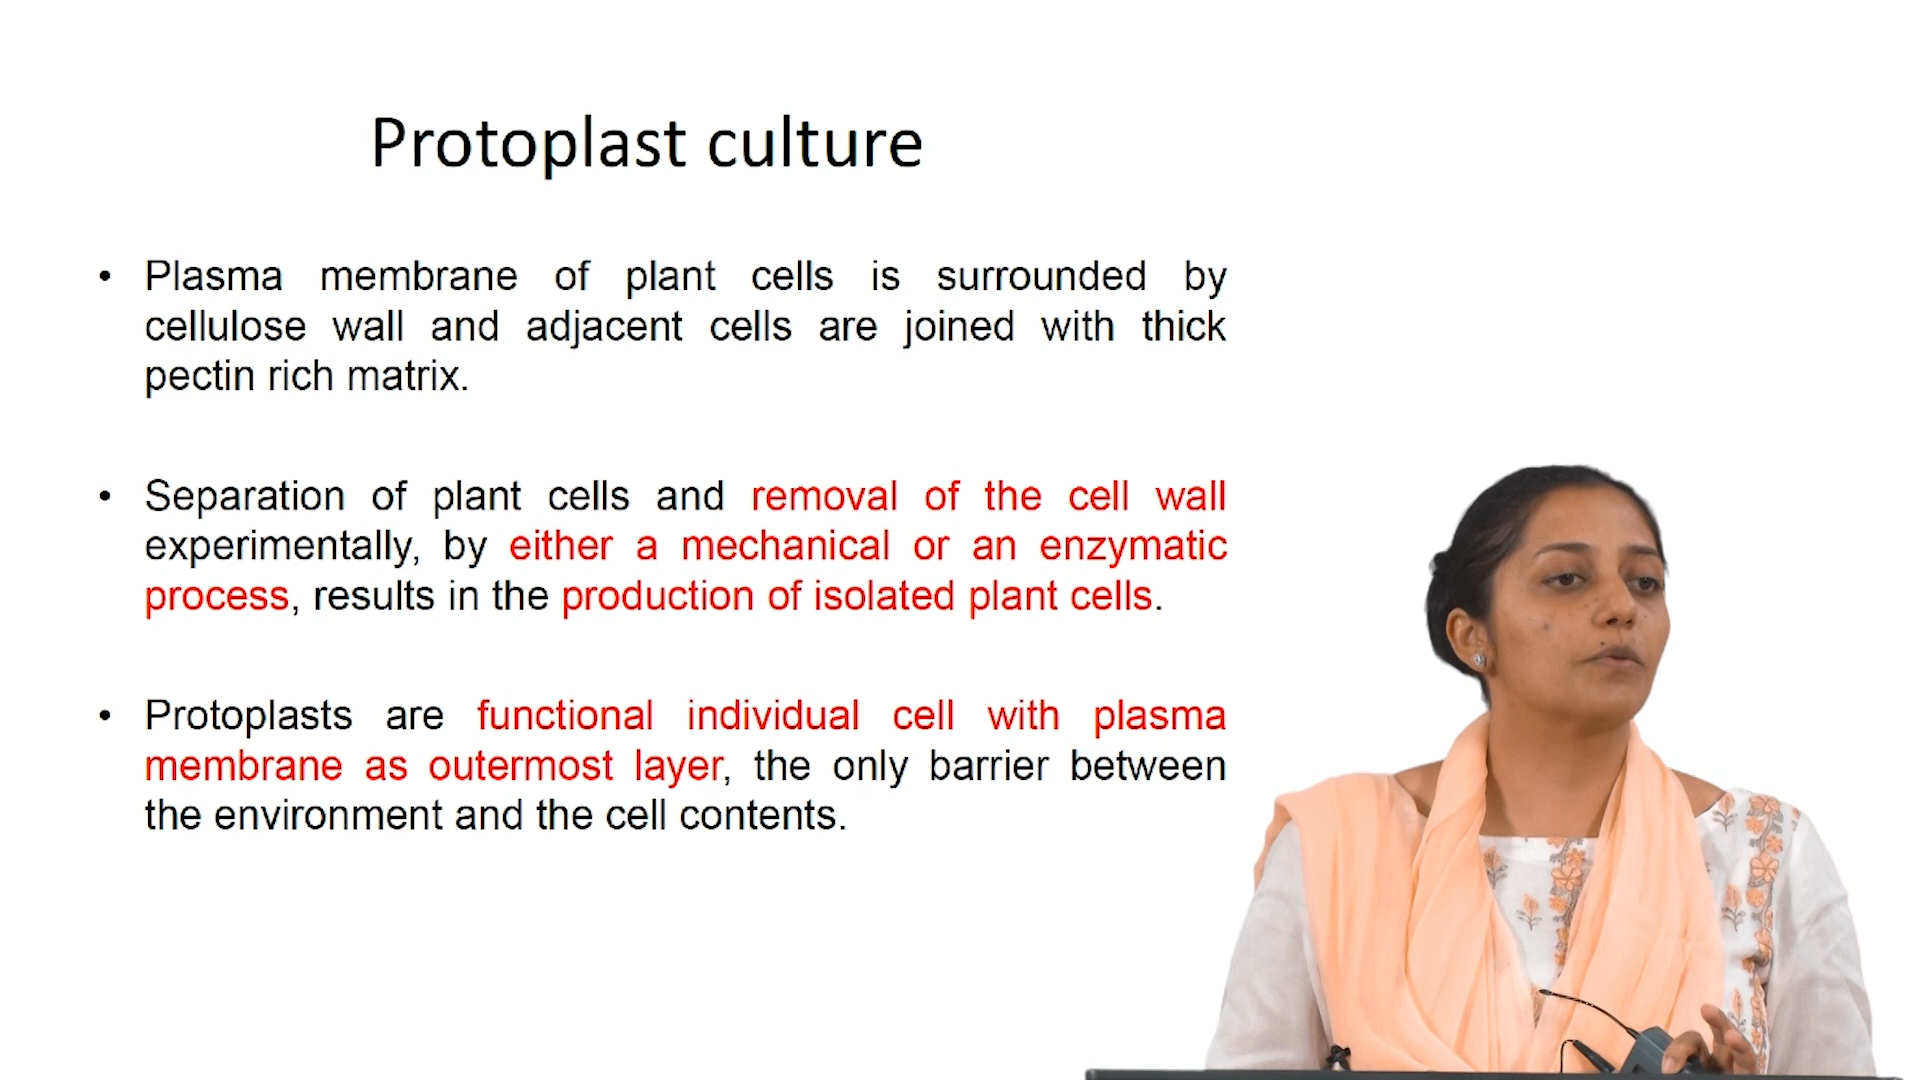 Protoplast culture
• Plasma membrane of plant cells is surrounded by
cellulose wall and adjacent cells are joined with thick
pectin rich matrix.
• Separation of plant cells and removal of the cell wall
experimentally, by either a mechanical or an enzymatic
process, results in the production of isolated plant cells.
• Protoplasts are functional individual cell with plasma
membrane as outermost layer, the only barrier between
the environment and the cell contents.